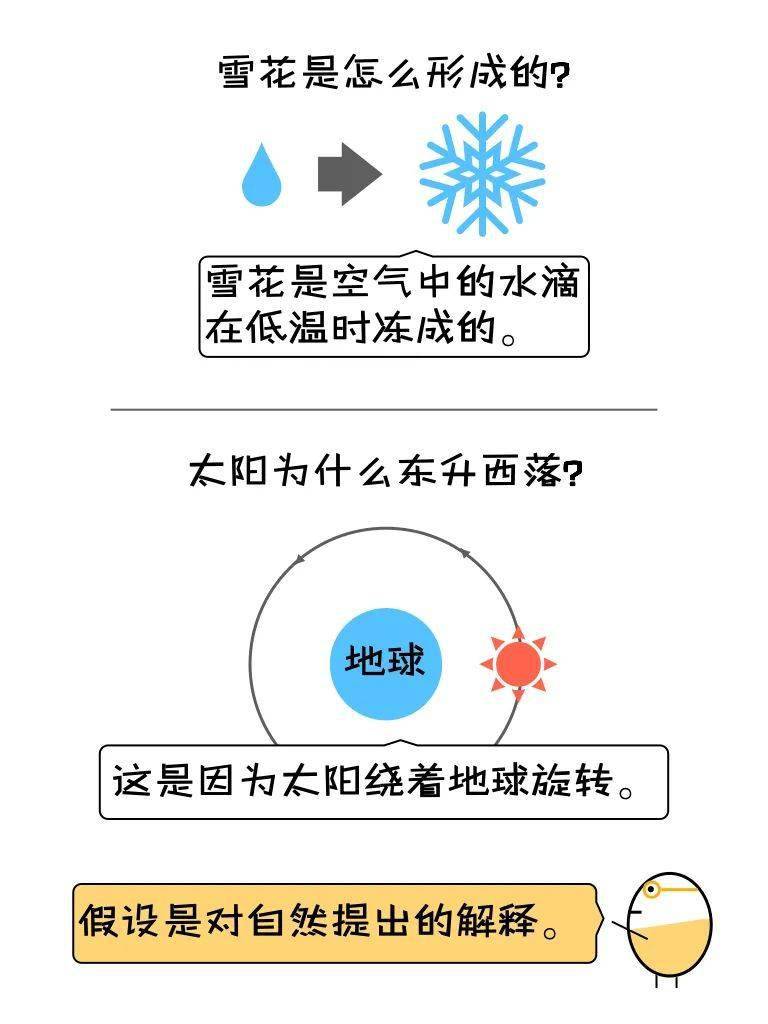 雪花是怎么形成的?
雪花是空气中的水滴
在低温时冻成的。
太阳为什么东升西落?
地球
这是因为太阳绕着地球旋转。
假设是对自然提出的解释。